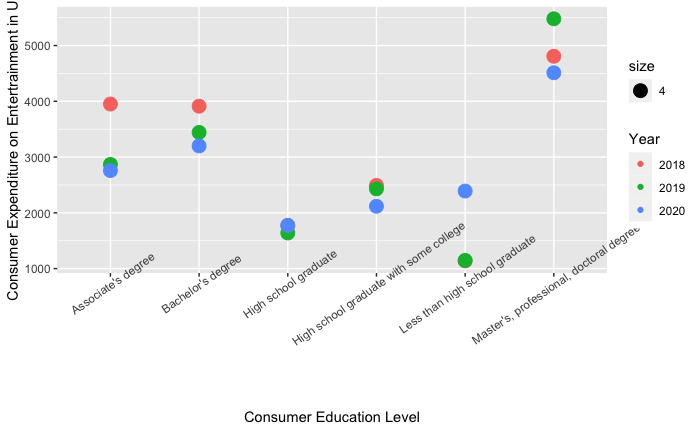 Consumer Expenditure on Entertrainment in U
5000
4000
3000
2000
1000
Associate's degree
Bachelor's degree
High school graduate
High school graduate with some college
Less than high school graduate
Master's, professional, doctoral degree
Consumer Education Level
size
4
Year
2018
2019
2020